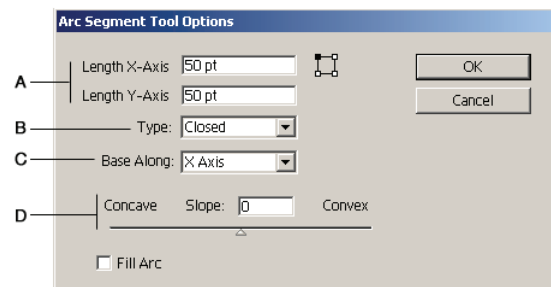 Arc Segment Tool Options
A
Length X-Axis 50 pt
OK
Length Y-Axis 50 pt
Cancel
B
Type: Closed
C
Base Along: X Axis
D
Concave Slope: 0 Convex
Fill Arc